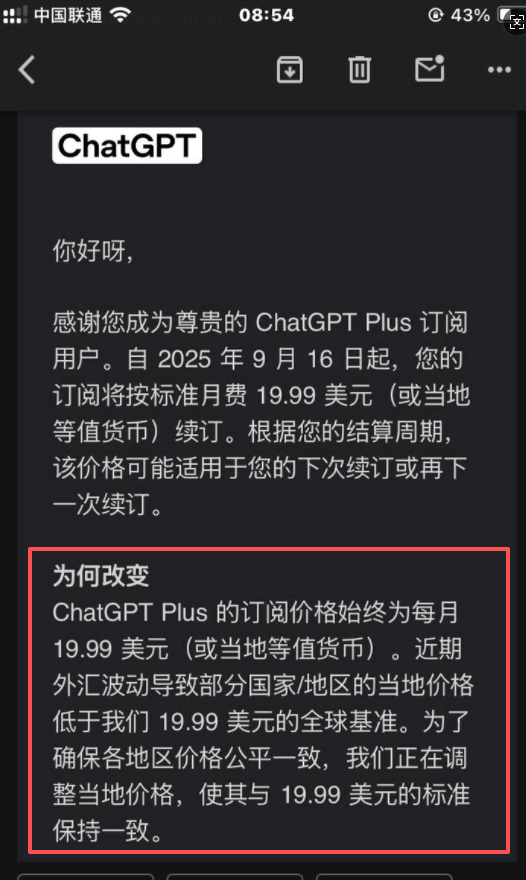 中国联通 08:54 43%
ChatGPT
你好呀,
感谢您成为尊贵的 ChatGPT Plus 订阅
用户。自 2025 年 9 月 16 日起，您的
订阅将按标准月费 19.99 美元（或当地
等值货币）续订。根据您的结算周期，
该价格可能适用于您的下次续订或再下
一次续订。
为何改变
ChatGPT Plus 的订阅价格始终为每月
19.99 美元（或当地等值货币）。近期
外汇波动导致部分国家/地区的当地价格
低于我们 19.99 美元的全球基准。为了
确保各地区价格公平一致，我们正在调
整当地价格，使其与 19.99 美元的标准
保持一致。